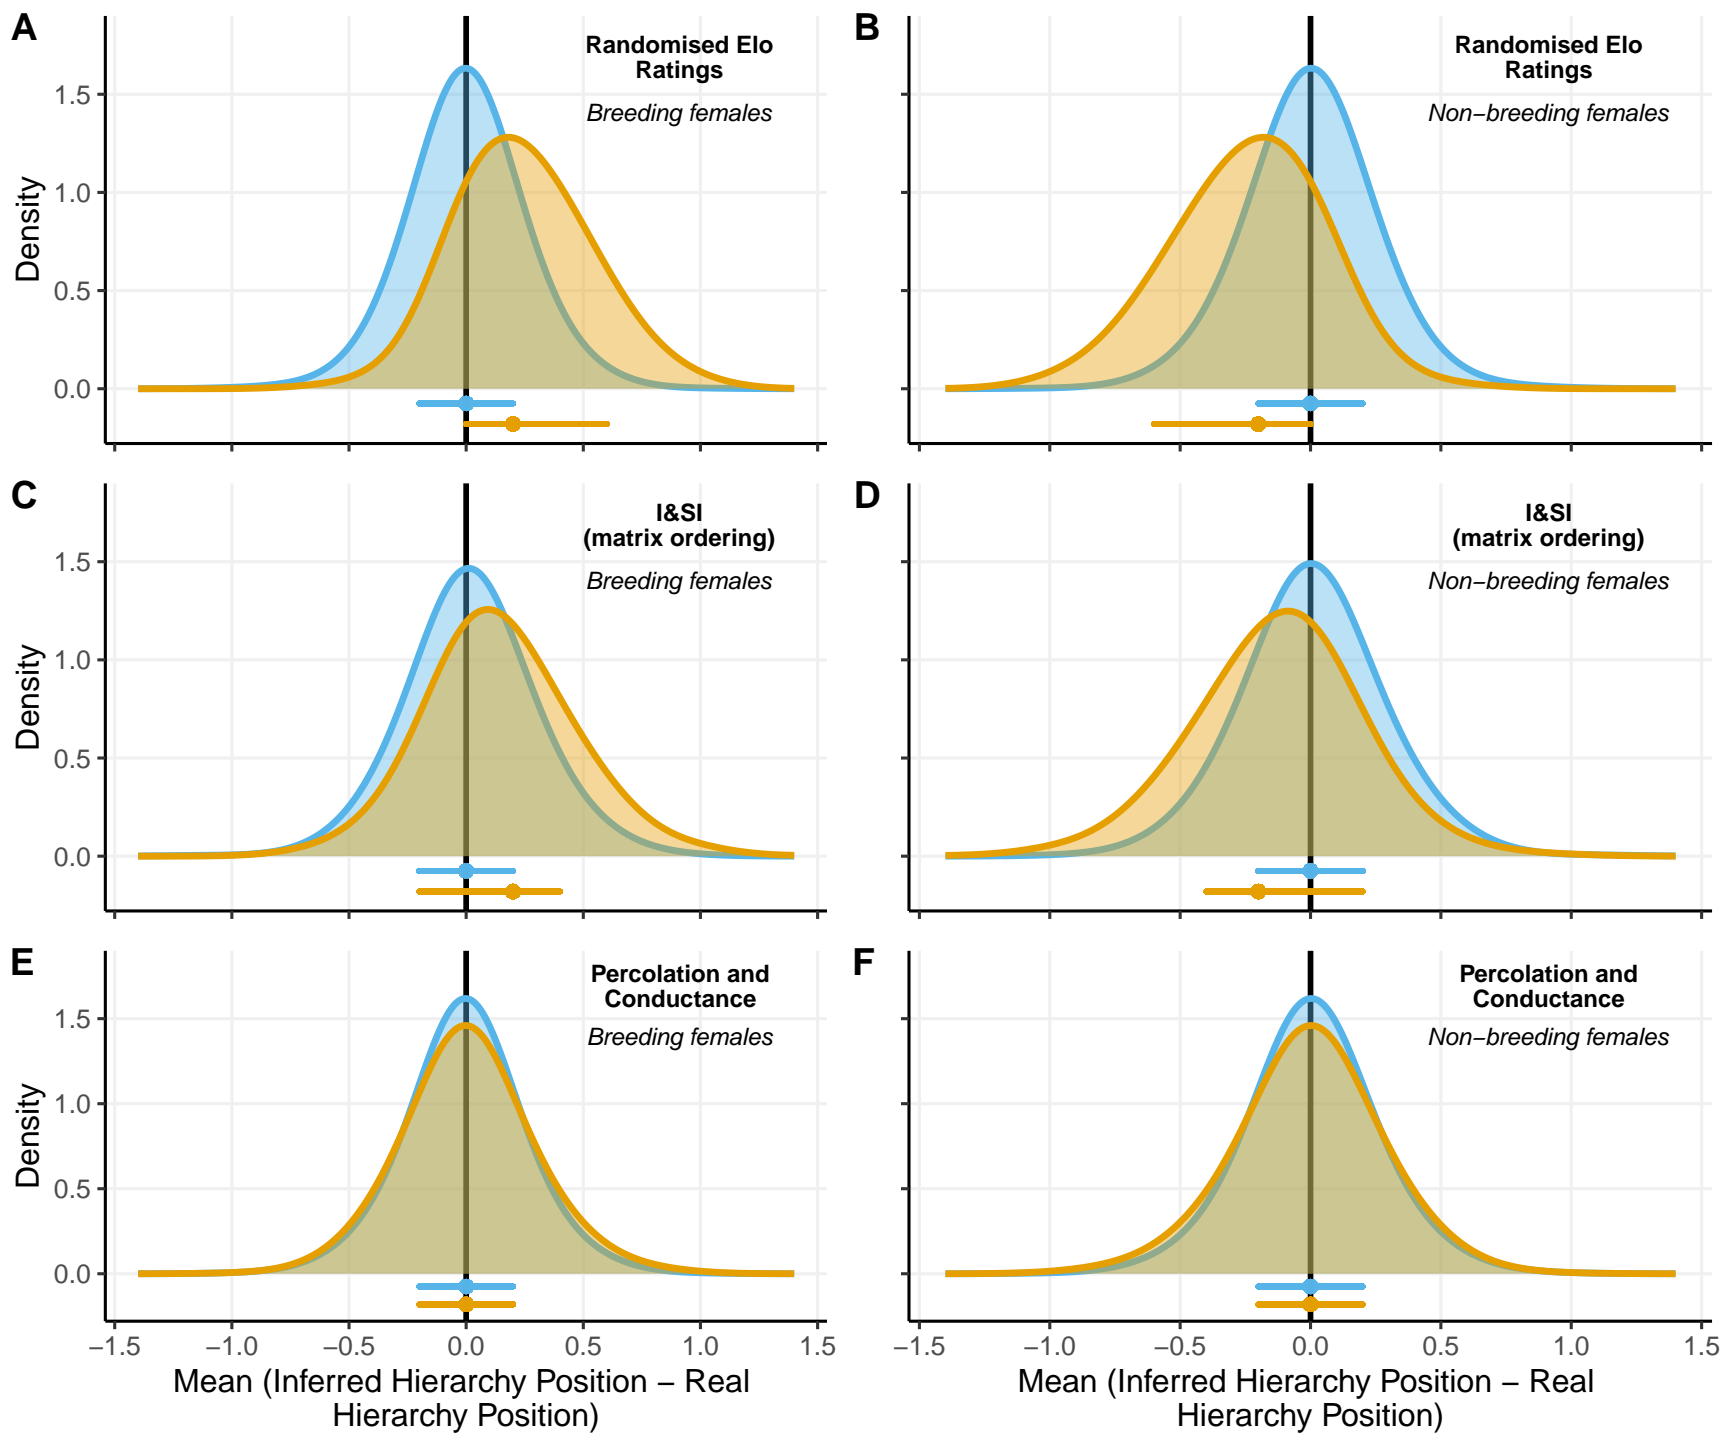 A
Randomised Elo
Ratings
Breeding females
Density
1.5
1.0
0.5
0.0
B
Randomised Elo
Ratings
Non−breeding females
C
I&SI
(matrix ordering)
Breeding females
Density
1.5
1.0
0.5
0.0
D
I&SI
(matrix ordering)
Non−breeding females
E
Percolation and
Conductance
Breeding females
Density
1.5
1.0
0.5
0.0
−1.5 −1.0 −0.5 0.0 0.5 1.0 1.5
Mean (Inferred Hierarchy Position − Real
Hierarchy Position)
F
Percolation and
Conductance
Non−breeding females
−1.5 −1.0 −0.5 0.0 0.5 1.0 1.5
Mean (Inferred Hierarchy Position − Real
Hierarchy Position)